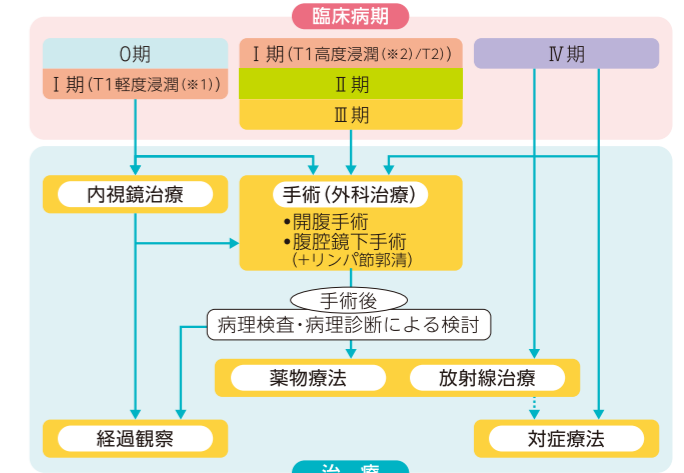 臨床病期
0期
Ⅰ期(T1軽度浸潤(※1))
Ⅰ期(T1高度浸潤(※2)/T2))
Ⅱ期
Ⅲ期
Ⅳ期
内視鏡治療
手術(外科治療)
•開腹手術
•腹腔鏡下手術
(+リンパ節郭清)
手術後
病理検査・病理診断による検討
薬物療法
放射線治療
経過観察
対症療法
治 療